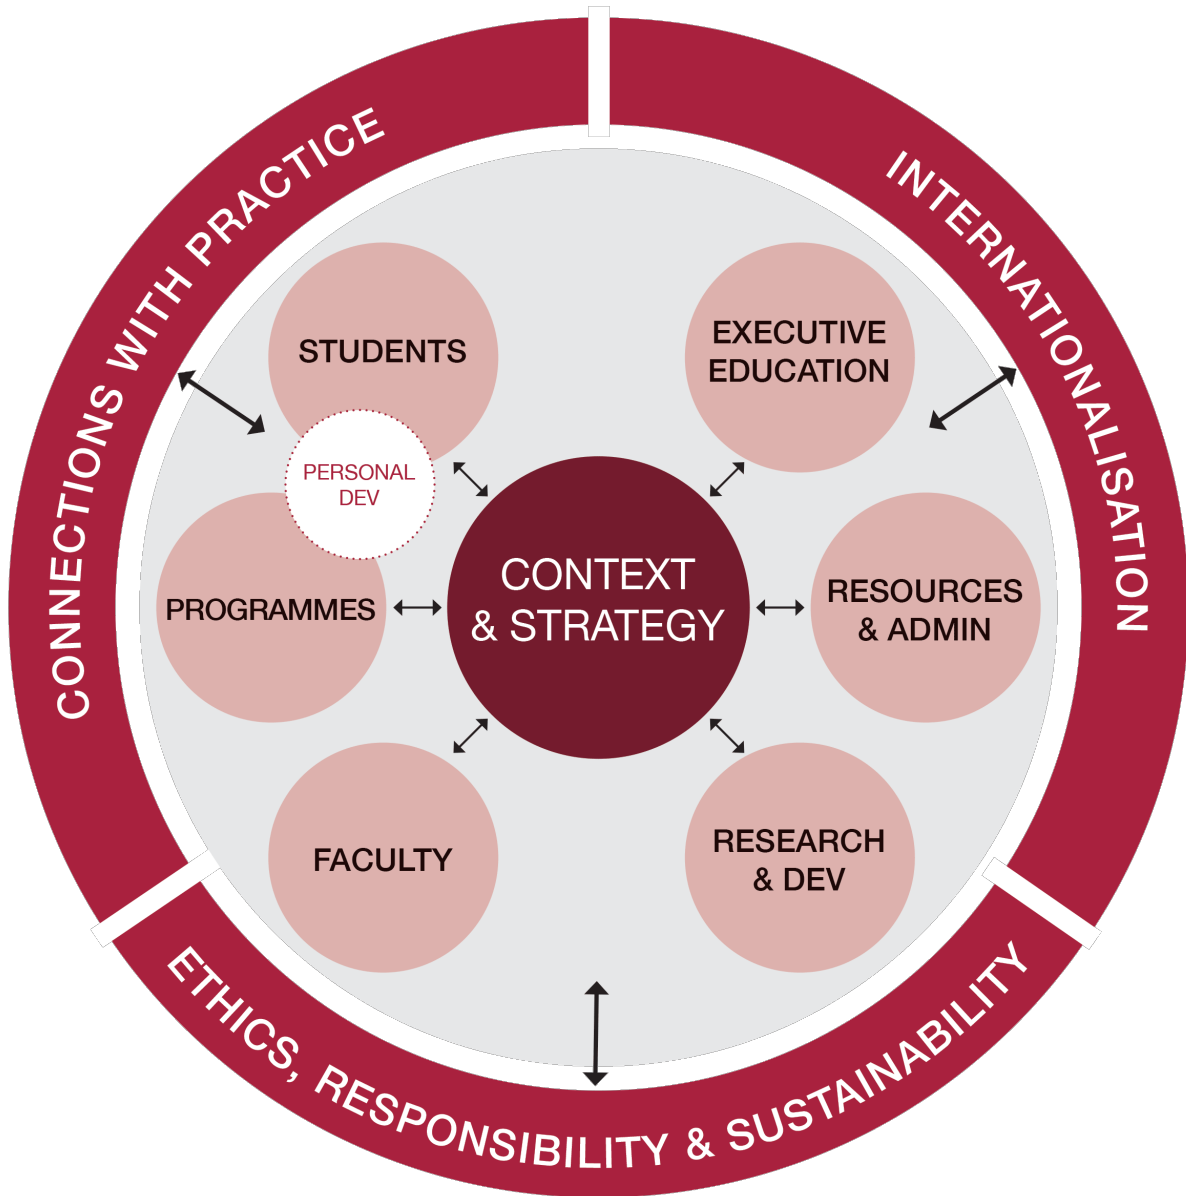 CONNECTIONS WITH PRACTICE
INTERNATIONALISATION
STUDENTS
EXECUTIVE
EDUCATION
PERSONAL
DEV
CONTEXT
& STRATEGY
PROGRAMMES
RESOURCES
& ADMIN
FACULTY
RESEARCH
& DEV
ETHICS, RESPONSIBILITY & SUSTAINABILITY